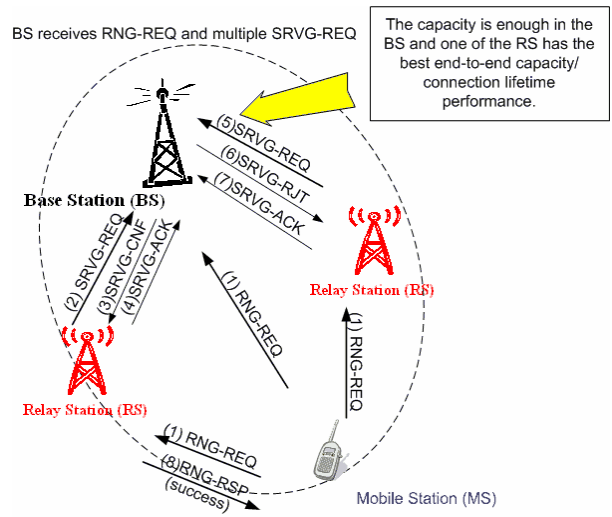 BS receives RNG-REQ and multiple SRVG-REQ
The capacity is enough in the
BS and one of the RS has the
best end-to-end capacity/
connection lifetime
performance.
(5)SRVG-REQ
(6)SRVG-RJT
(7)SRVG-ACK
Base Station (BS)
(2) SRVG-REQ
(3)SRVG-CNF
(4)SRVG-ACK
Relay Station (RS)
(1) RNG-REQ
(1) RNG-REQ
Relay Station (RS)
(1) RNG-REQ
(8)RNG-RSP
(success)
Mobile Station (MS)